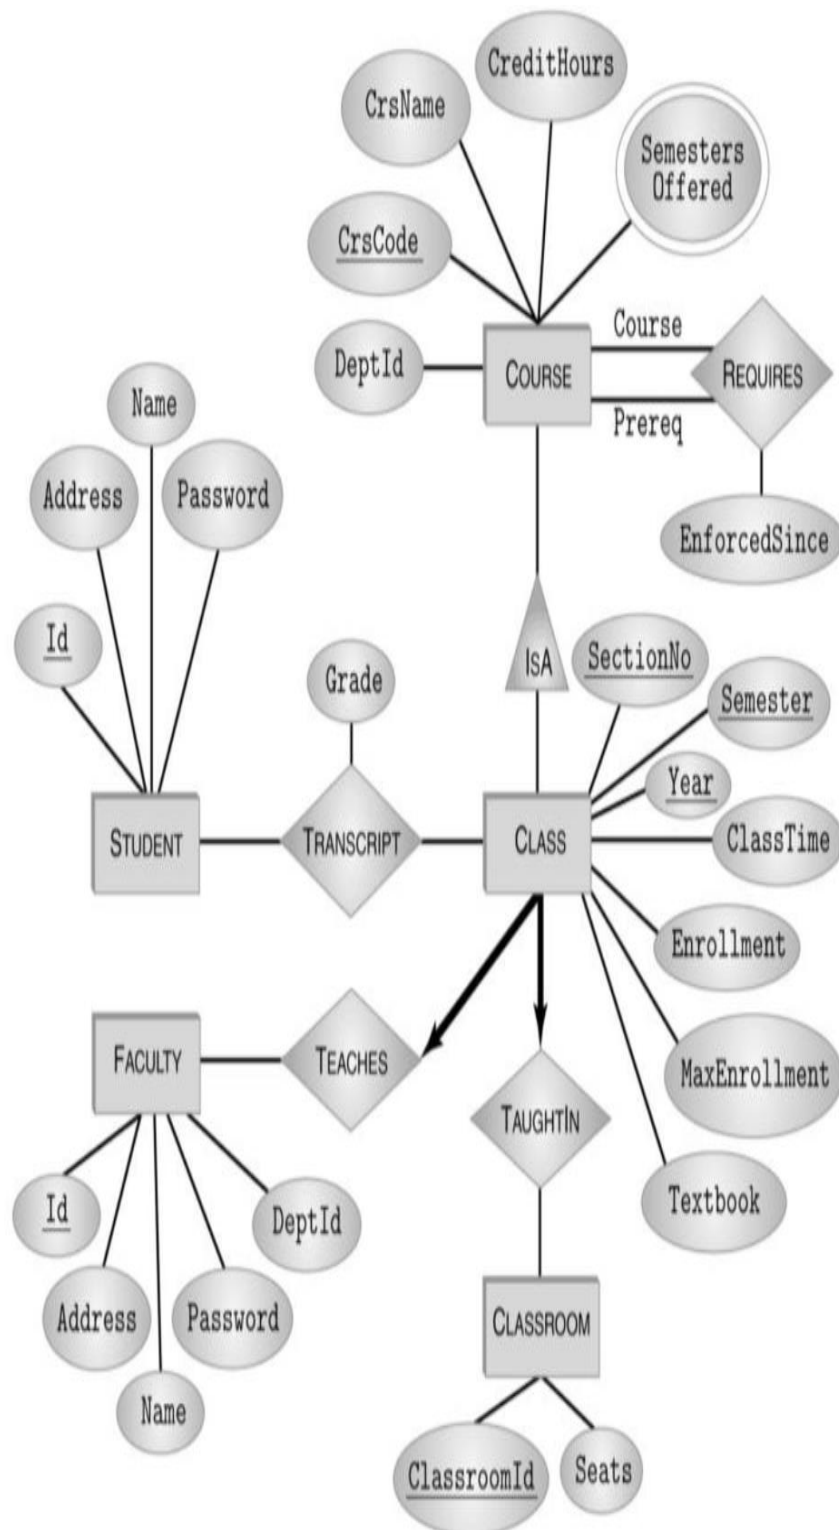 CreditHours
CrsName
Semesters
Offered
CrsCode
Course
DeptId
COURSE
REQUIRES
Name
Prereq
Address
Password
EnforcedSince
Id
SectionNo
ISA
Grade
Semester
Year
STUDENT
TRANSCRIPT
CLASS
ClassTime
Enrollment
FACULTY
TEACHES
MaxEnrollment
TAUGHTIN
Textbook
Id
DeptId
Address
Password
CLASSROOM
Name
ClassroomId
Seats